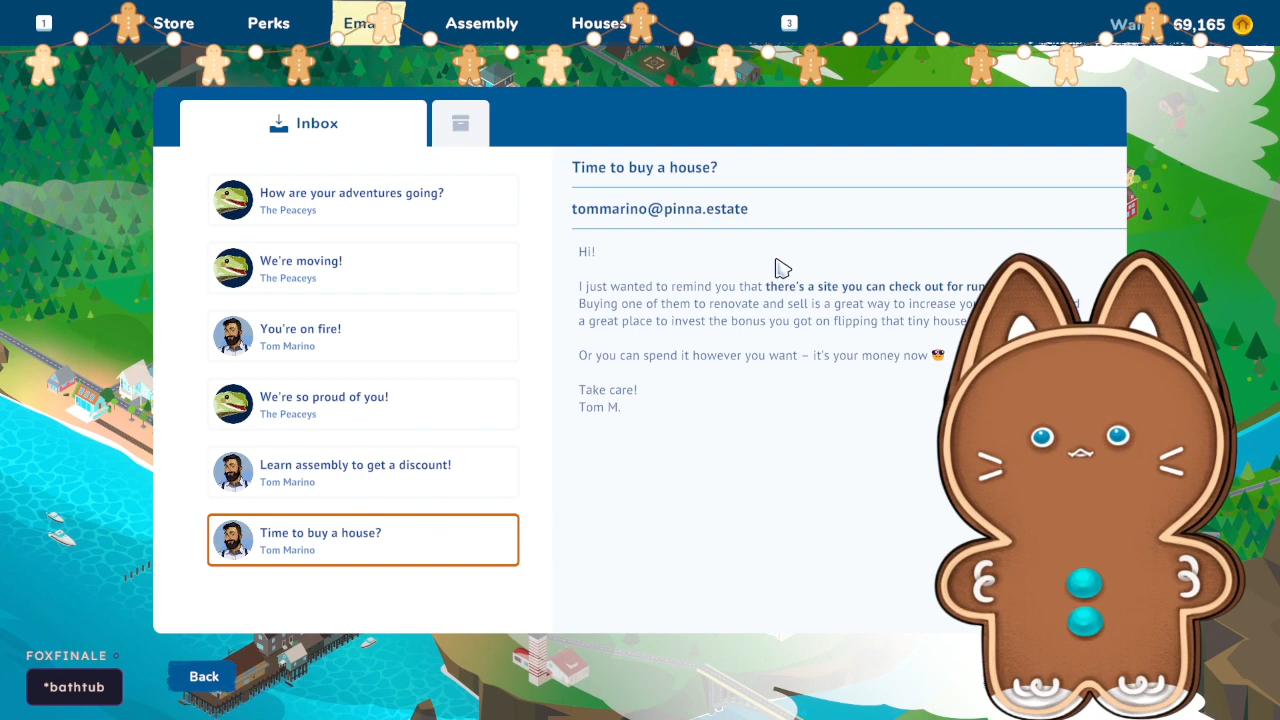 1
Store
Perks
Assembly
Houses
3
69,165
Inbox
How are your adventures going?
The Peaceys
We're moving!
The Peaceys
You're on fire!
Tom Marino
We're so proud of you!
The Peaceys
Learn assembly to get a discount!
Tom Marino
Time to buy a house?
Tom Marino
Time to buy a house?
tommarino@pinna.estate
Hi!
I just wanted to remind you that there's a site you can check out for
Buying one of them to renovate and sell is a great way to increase
a great place to invest the bonus you got on flipping that tiny house
Or you can spend it however you want – it's your money now 😎
Take care!
Tom M.
FOXFINALE
*bathtub
Back